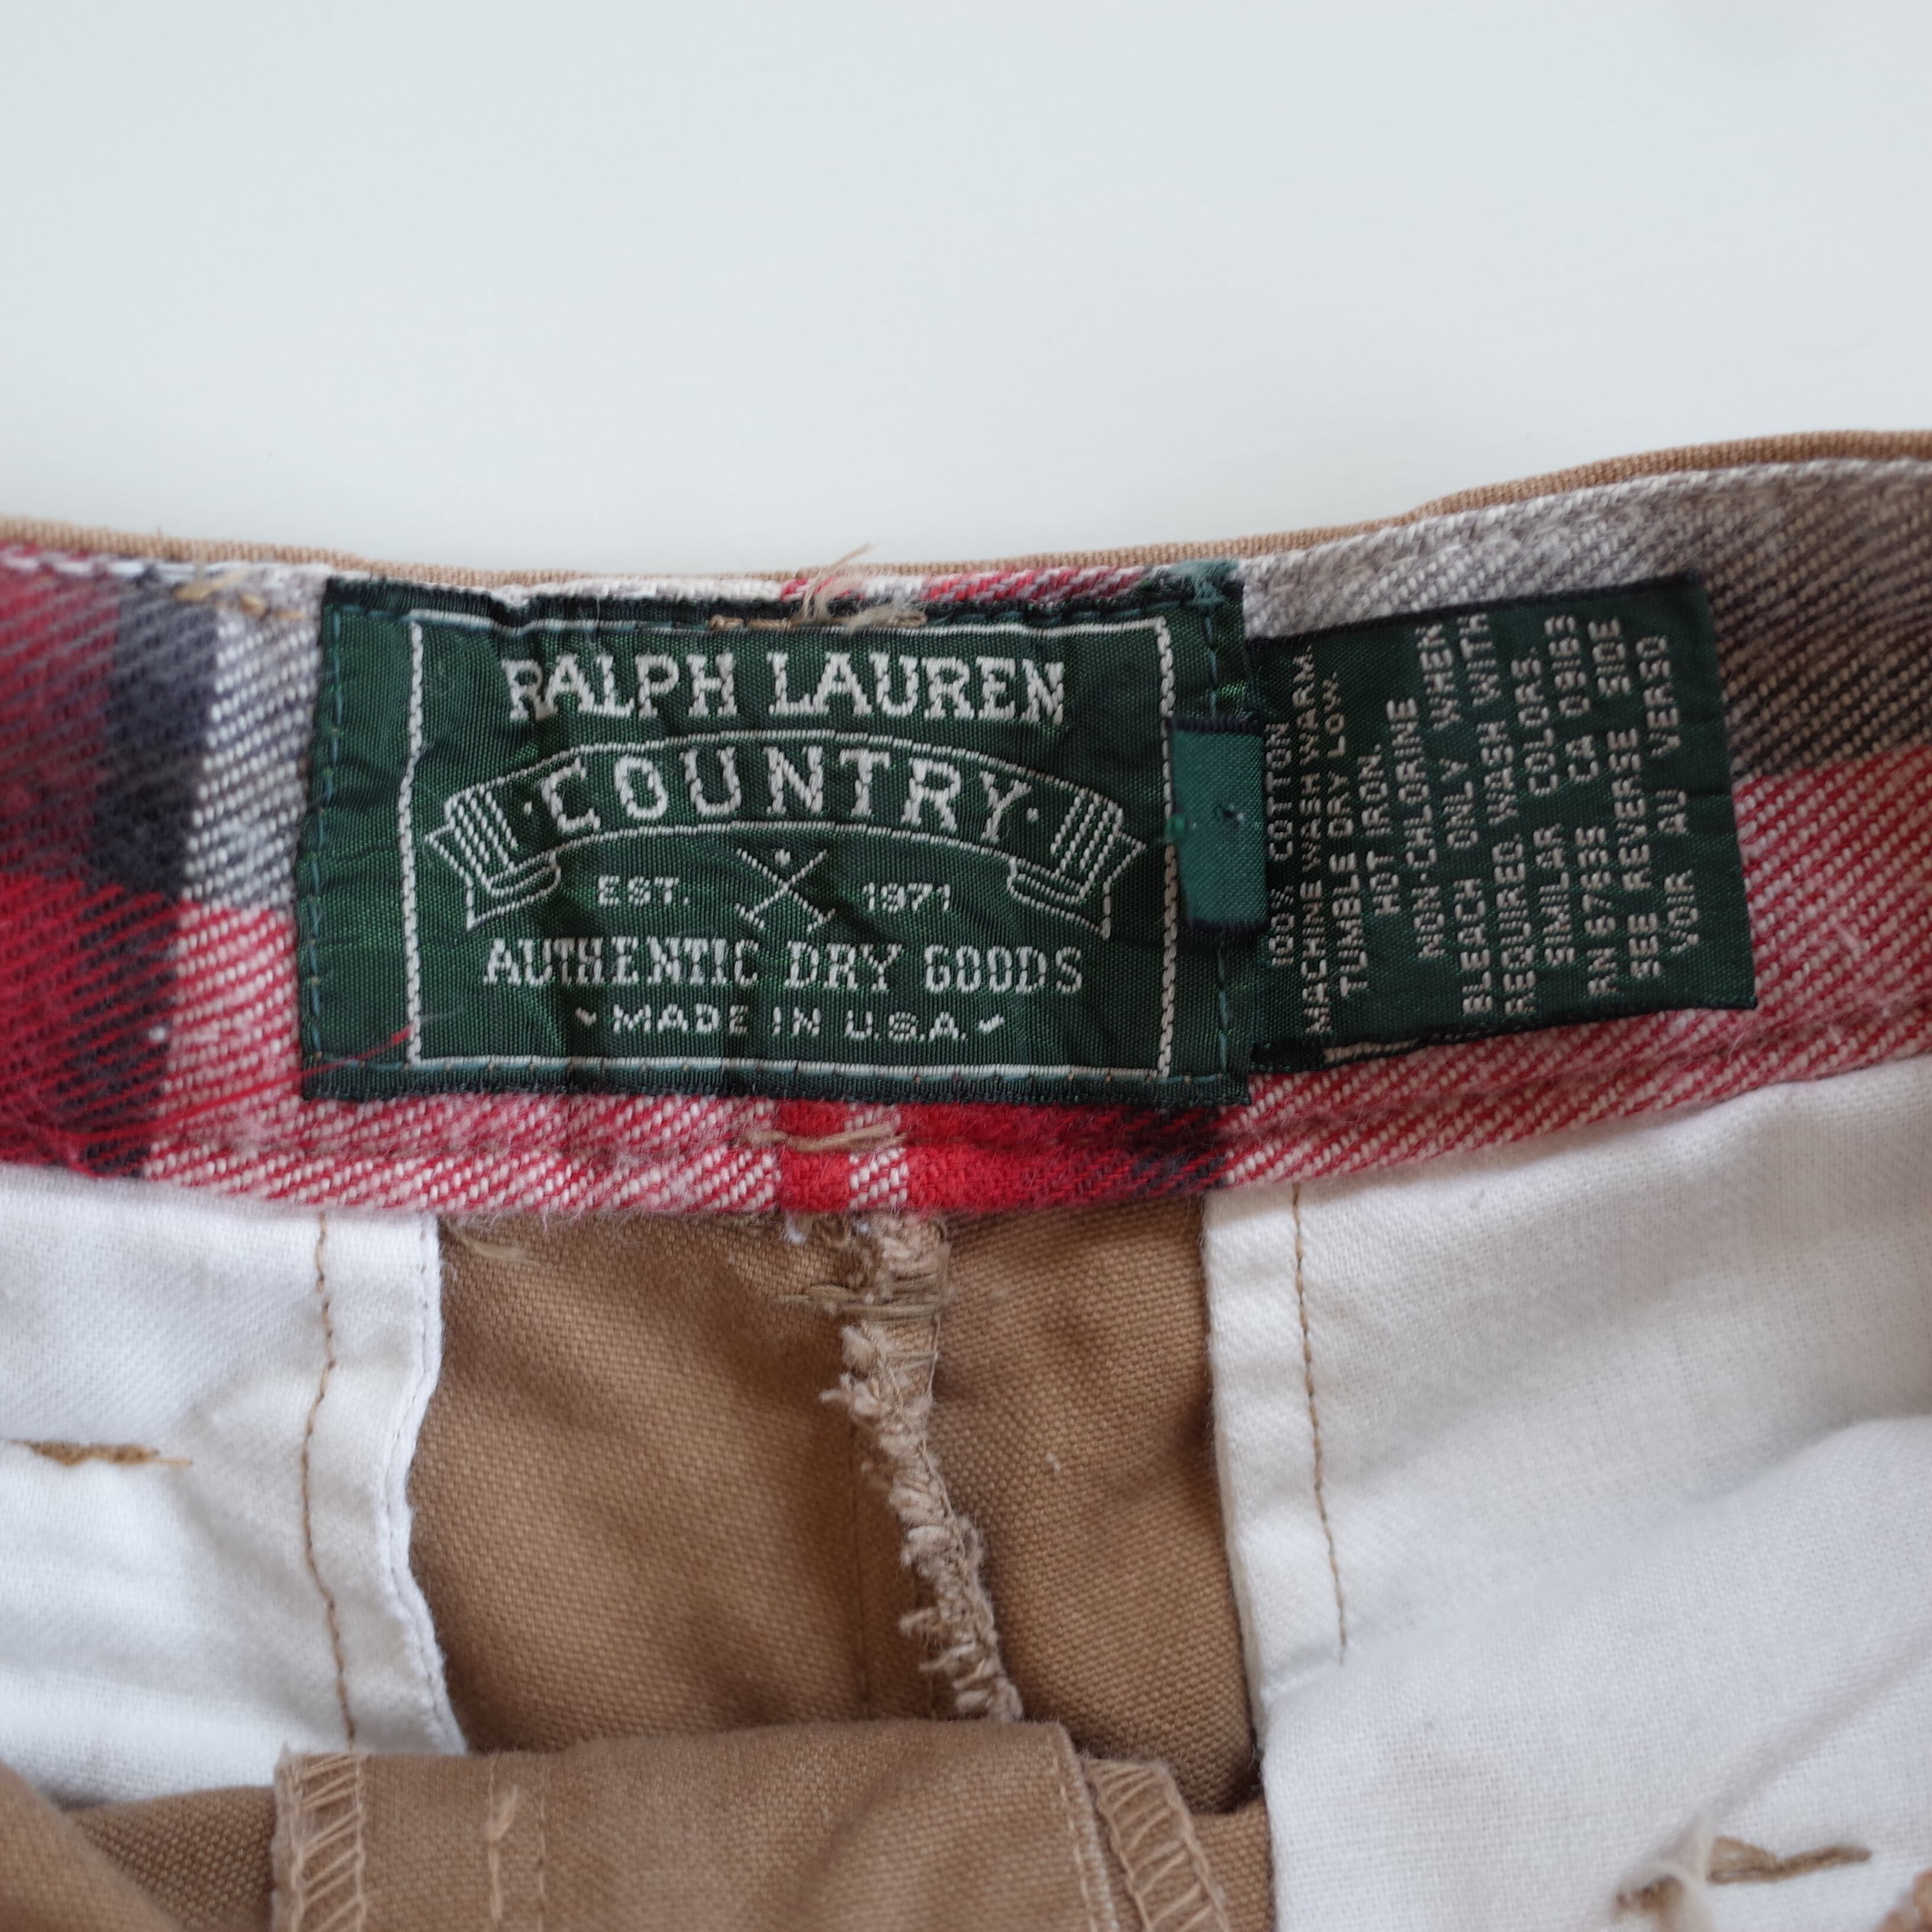 RALPH LAUREN
·COUNTRY·
EST. 1971
AUTHENTIC DRY GOODS
MADE IN U.S.A.
100% COTTON
MACHINE WASH WARM.
TUMBLE DRY LOW.
HOT IRON.
NON-CHLORINE
BLEACH ONLY WHEN
REQUIRED. WASH WITH
SIMILAR COLORS.
RN 67835 CA 03163
SEE REVERSE SIDE
VOIR AU VERSO